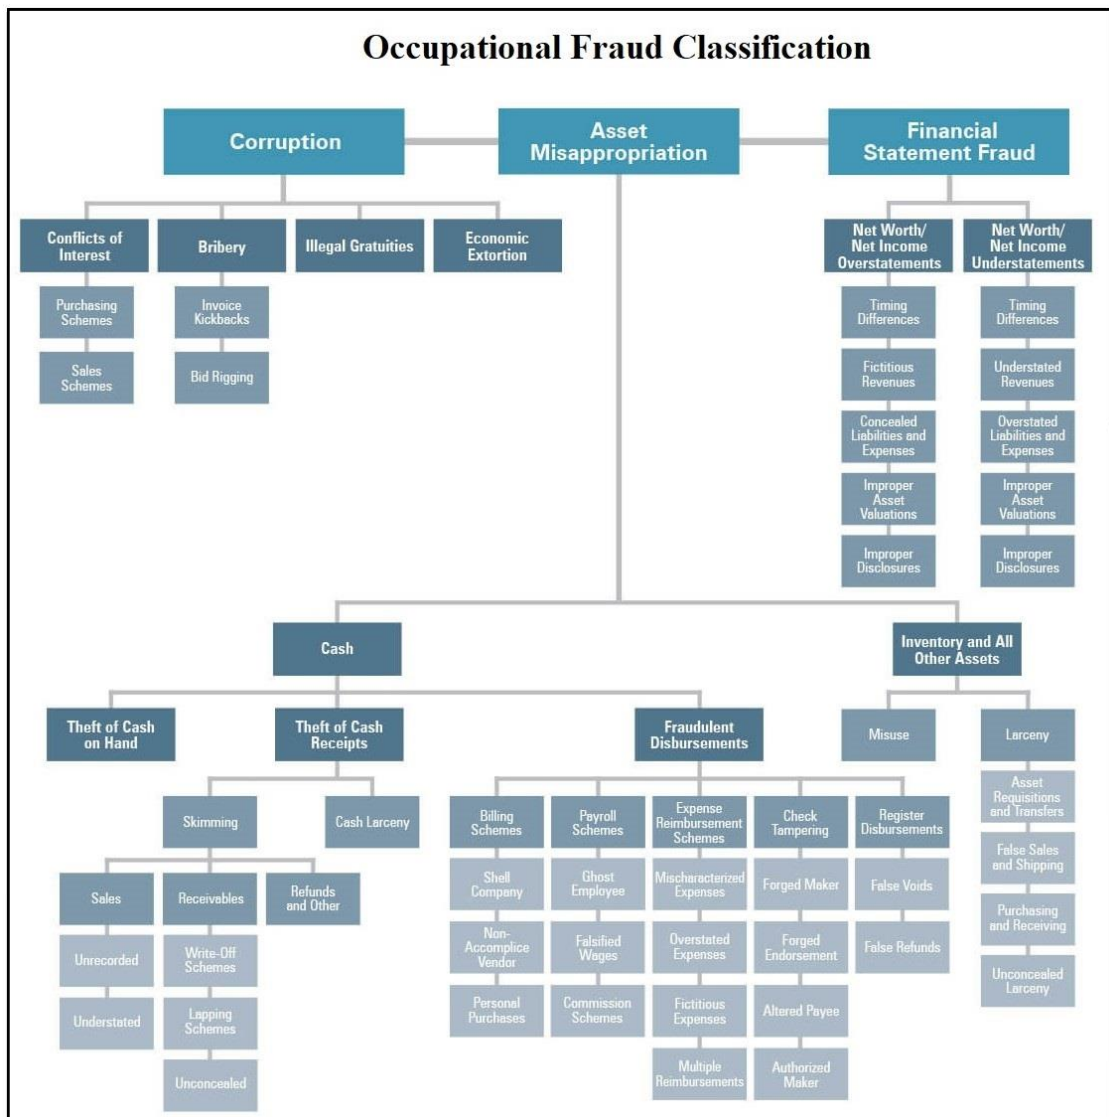 Occupational Fraud Classification
Corruption
Asset
Misappropriation
Financial
Statement Fraud
Conflicts of
Interest
Bribery
Illegal Gratuities
Economic
Extortion
Net Worth/
Net Income
Overstatements
Net Worth/
Net Income
Understatements
Purchasing
Schemes
Invoice
Kickbacks
Timing
Differences
Timing
Differences
Sales
Schemes
Bid Rigging
Fictitious
Revenues
Understated
Revenues
Concealed
Liabilities and
Expenses
Overstated
Liabilities and
Expenses
Improper
Asset
Valuations
Improper
Asset
Valuations
Improper
Disclosures
Improper
Disclosures
Cash
Inventory and All
Other Assets
Theft of Cash
on Hand
Theft of Cash
Receipts
Fraudulent
Disbursements
Misuse
Larceny
Skimming
Cash Larceny
Billing
Schemes
Payroll
Schemes
Expense
Reimbursement
Schemes
Check
Tampering
Register
Disbursements
Asset
Requisitions
and Transfers
Sales
Receivables
Refunds
and Other
Shell
Company
Ghost
Employee
Mischaracterized
Expenses
Forged Maker
False Voids
False Sales
and Shipping
Unrecorded
Write-Off
Schemes
Non-
Accomplice
Vendor
Falsified
Wages
Overstated
Expenses
Forged
Endorsement
False Refunds
Purchasing
and Receiving
Understated
Lapping
Schemes
Personal
Purchases
Commission
Schemes
Fictitious
Expenses
Altered Payee
Unconcealed
Larceny
Unconcealed
Multiple
Reimbursements
Authorized
Maker